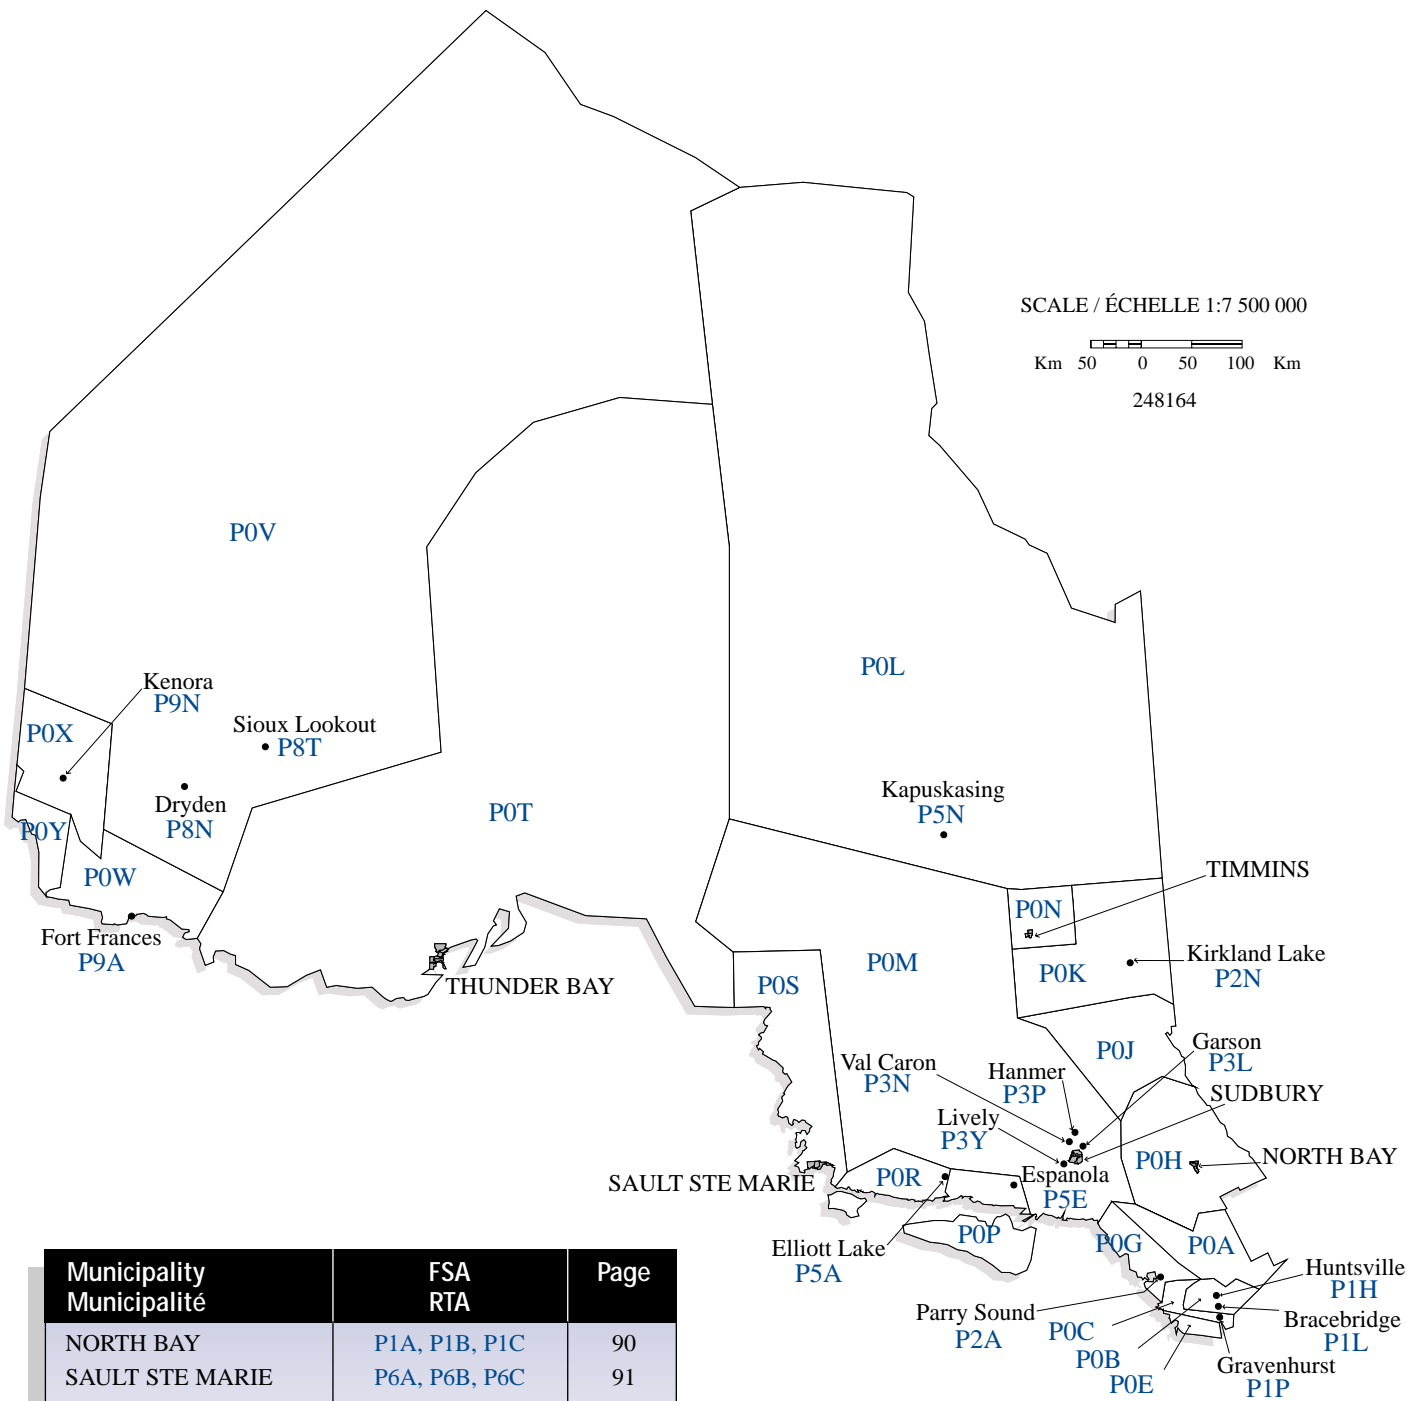 SCALE / ÉCHELLE 1:7 500 000
Km 50 0 50 100 Km
248164
P0V
P0L
Kenora
P9N
P0X
Sioux Lookout
P8T
Dryden
P8N
P0Y
P0T
Kapuskasing
P5N
P0W
TIMMINS
P0N
Fort Frances
P9A
THUNDER BAY
P0S
P0M
P0K
Kirkland Lake
P2N
P0J
Garson
P3L
Val Caron
P3N
Hanmer
P3P
SUDBURY
Lively
P3Y
P0H
NORTH BAY
SAULT STE MARIE
P0R
Espanola
P5E
P0P
P0G
P0A
Elliott Lake
P5A
Huntsville
P1H
Parry Sound
P2A
P0C
Bracebridge
P1L
P0B
P0E
Gravenhurst
P1P
Municipality FSA Page
Municipalité RTA
NORTH BAY P1A, P1B, P1C 90
SAULT STE MARIE P6A, P6B, P6C 91